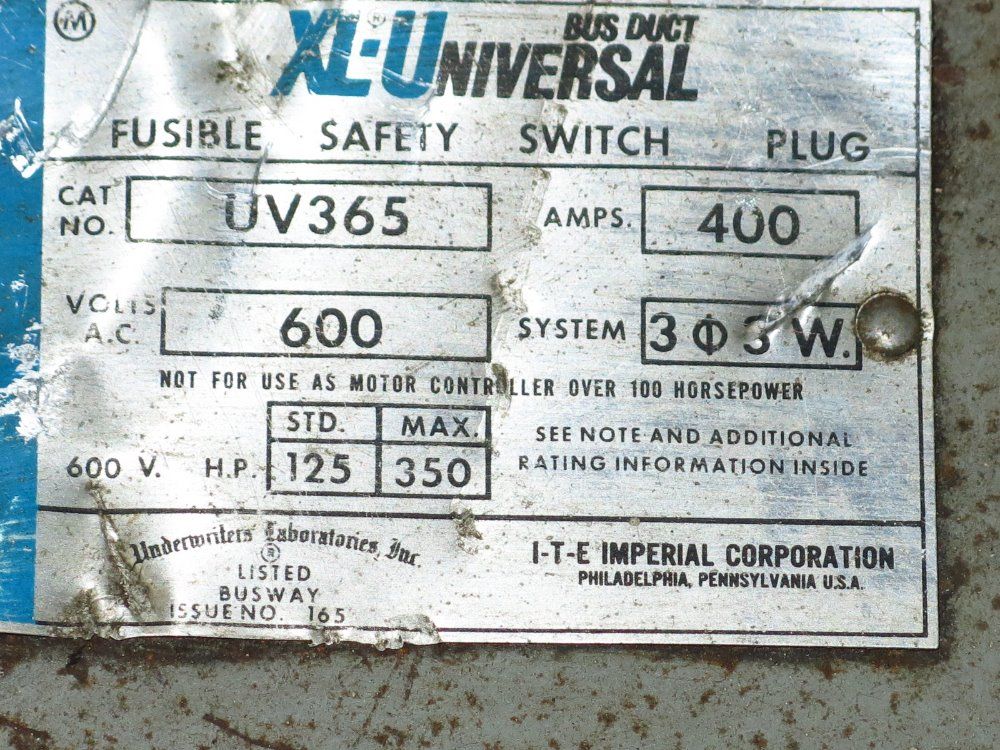 M
XL-UNIVERSAL® BUS DUCT
FUSIBLE SAFETY SWITCH PLUG
CAT NO. UV365 AMPS. 400
VOLTS A.C. 600 SYSTEM 3 Φ 3 W.
NOT FOR USE AS MOTOR CONTROLLER OVER 100 HORSEPOWER
STD. MAX.
600 V. H.P. 125 350
SEE NOTE AND ADDITIONAL
RATING INFORMATION INSIDE
Underwriters Laboratories, Inc.
®
LISTED
BUSWAY
ISSUE NO. 165
I-T-E IMPERIAL CORPORATION
PHILADELPHIA, PENNSYLVANIA U.S.A.